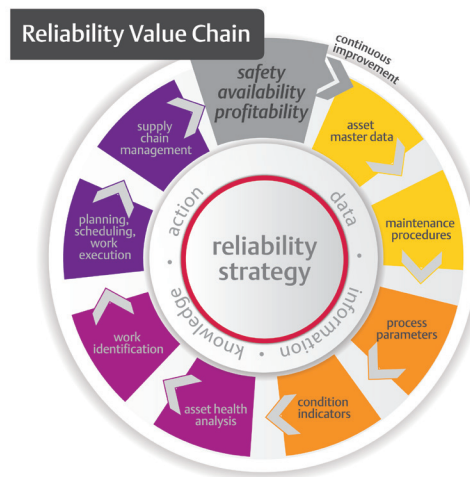 Reliability Value Chain
continuous
improvement
safety
availability
profitability
asset
master data
maintenance
procedures
process
parameters
condition
indicators
asset health
analysis
work
identification
planning,
scheduling,
work
execution
supply
chain
management
data
information
knowledge
action
reliability
strategy